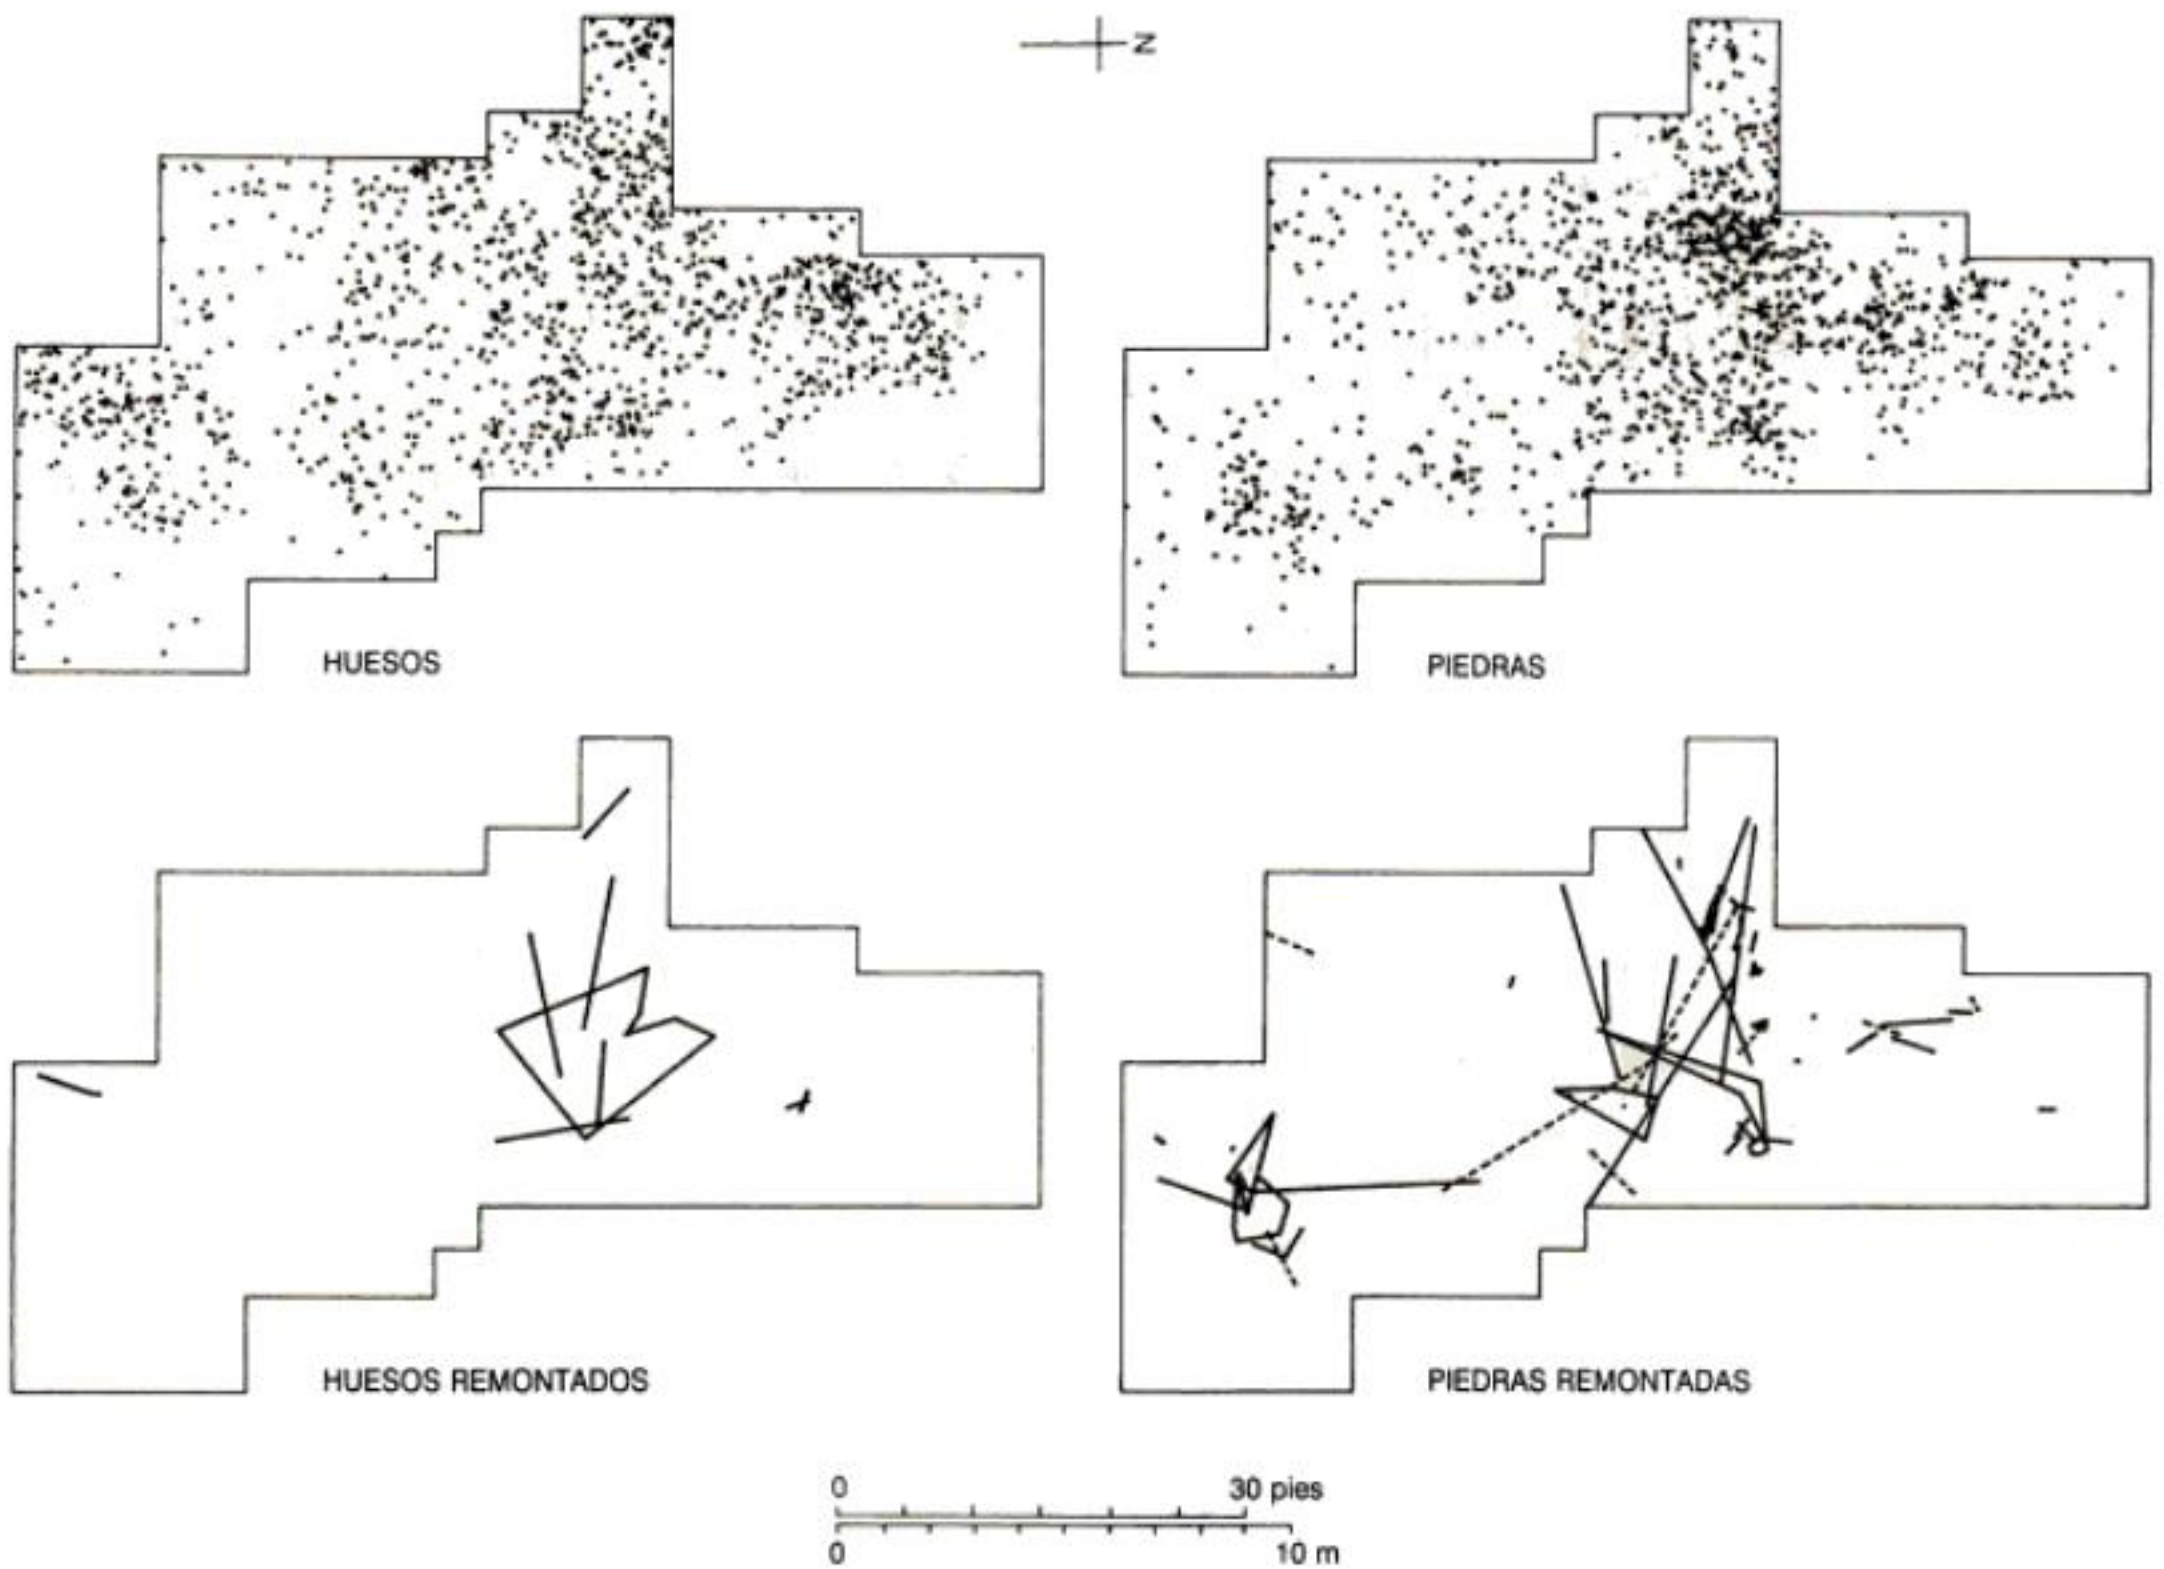 N
HUESOS
PIEDRAS
HUESOS REMONTADOS
PIEDRAS REMONTADAS
0 30 pies
0 10 m